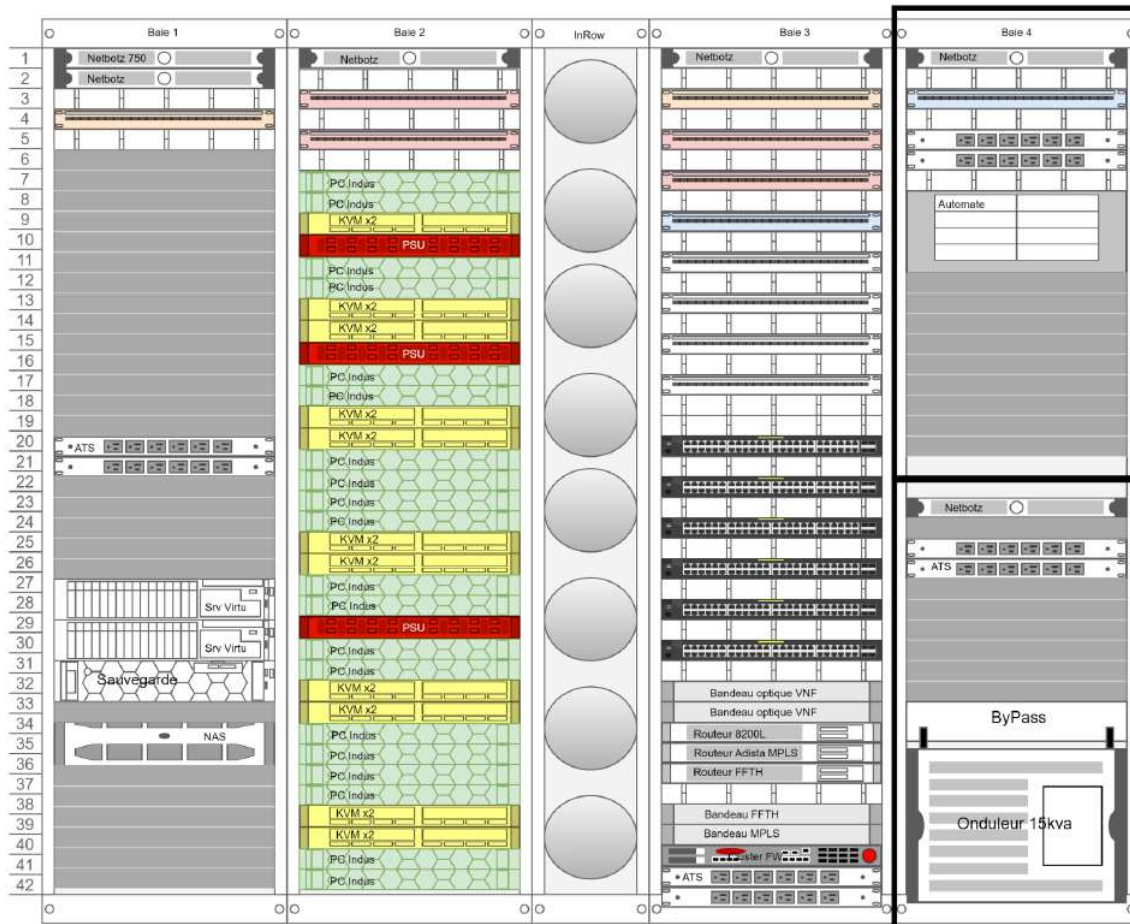 Baie 1
Baie 2
InRow
Baie 3
Baie 4
1
2
3
4
5
6
7
8
9
10
11
12
13
14
15
16
17
18
19
20
21
22
23
24
25
26
27
28
29
30
31
32
33
34
35
36
37
38
39
40
41
42
Netbotz 750
Netbotz
ATS
Srv Virtu
Srv Virtu
Sauvegarde
NAS
Netbotz
PC Indus
PC Indus
KVM x2
PSU
PC Indus
PC Indus
KVM x2
KVM x2
PSU
PC Indus
PC Indus
KVM x2
KVM x2
PC Indus
PC Indus
PC Indus
PC Indus
KVM x2
KVM x2
PC Indus
PC Indus
PSU
PC Indus
PC Indus
KVM x2
KVM x2
PC Indus
PC Indus
PC Indus
PC Indus
KVM x2
KVM x2
PC Indus
PC Indus
Netbotz
Bandeau optique VNF
Bandeau optique VNF
Routeur 8200L
Routeur Adista MPLS
Routeur FFTH
Bandeau FFTH
Bandeau MPLS
FW
ATS
Netbotz
Automate
Netbotz
ATS
ByPass
Onduleur 15kva